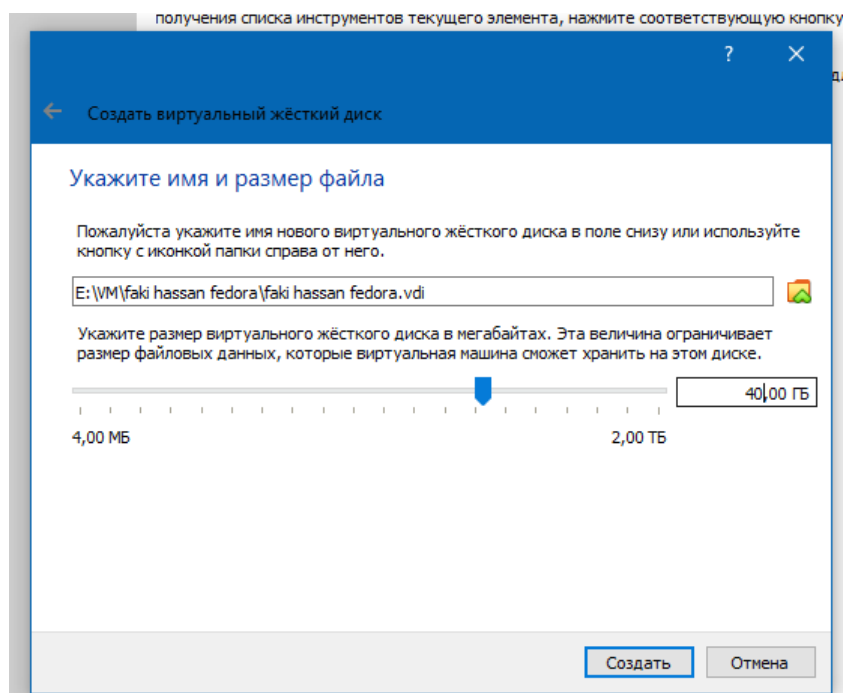 получения списка инструментов текущего элемента, нажмите соответствующую кнопку
?
Создать виртуальный жёсткий диск
Укажите имя и размер файла
Пожалуйста укажите имя нового виртуального жёсткого диска в поле снизу или используйте
кнопку с иконкой папки справа от него.
E:\VM\faki hassan fedora\faki hassan fedora.vdi
Укажите размер виртуального жёсткого диска в мегабайтах. Эта величина ограничивает
размер файловых данных, которые виртуальная машина сможет хранить на этом диске.
40,00 ГБ
4,00 МБ
2,00 ТБ
Создать
Отмена